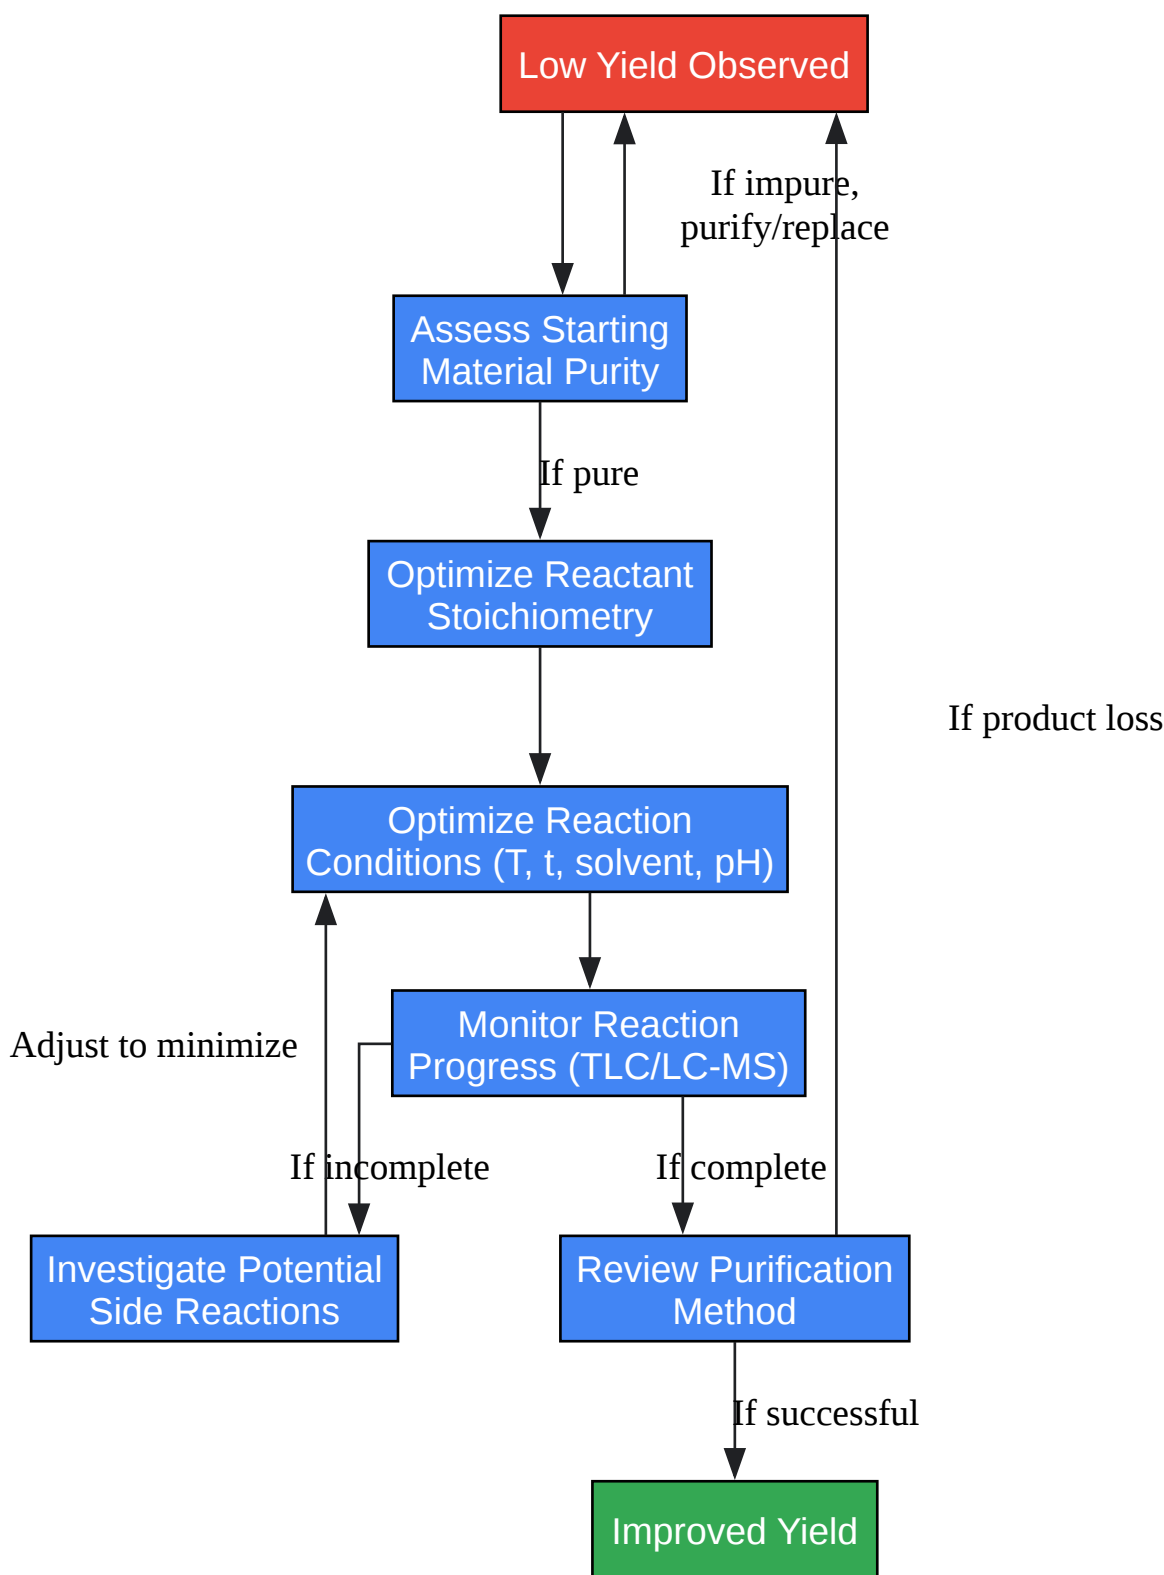 Low Yield Observed
If impure,
purify/replace
Assess Starting
Material Purity
If pure
Optimize Reactant
Stoichiometry
If product loss
Optimize Reaction
Conditions (T, t, solvent, pH)
Monitor Reaction
Progress (TLC/LC-MS)
Adjust to minimize
If incomplete
If complete
Investigate Potential
Side Reactions
Review Purification
Method
If successful
Improved Yield